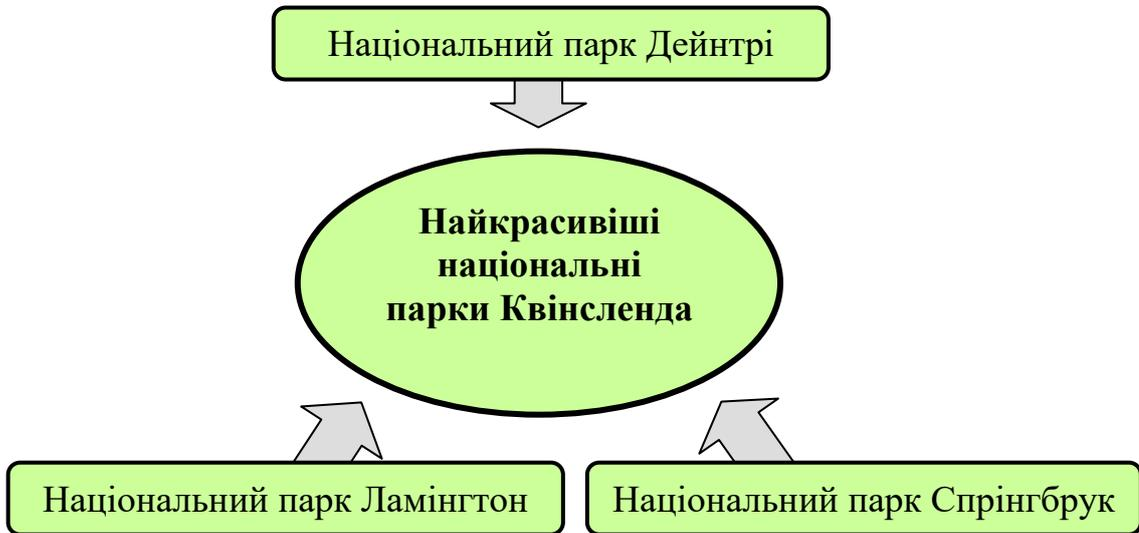 Національний парк Дейнтрі
Найкрасивіші
національні
парки Квінсленда
Національний парк Ламінгтон
Національний парк Спрінгбрук